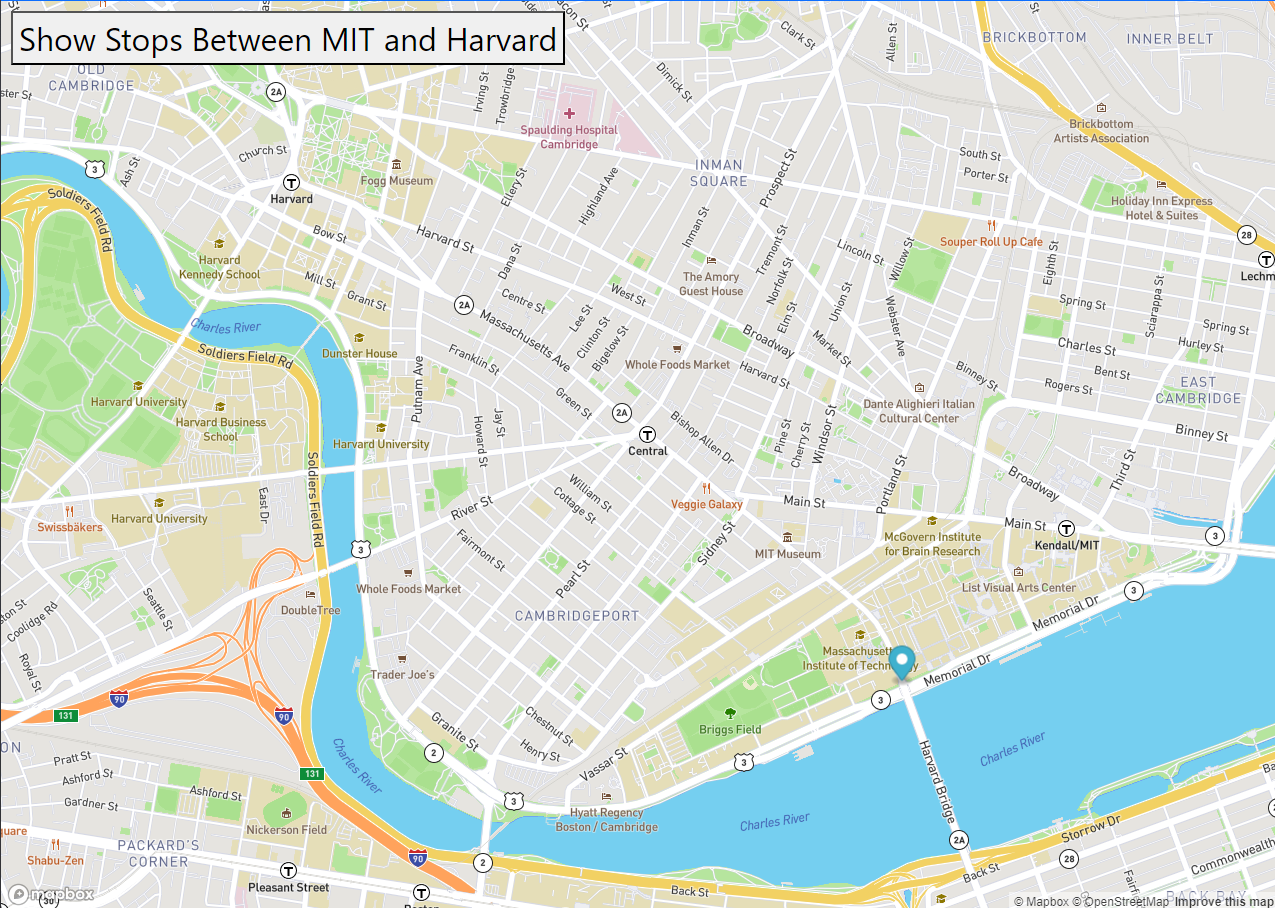 Show Stops Between MIT and Harvard
OLD
CAMBRIDGE
2A
Irving St
Trowbridge
Dimick St
Clark St
Allen St
BRICKBOTTOM
INNER BELT
Spaulding Hospital
Cambridge
Brickbottom
Artists Association
3
Ash St
Church St
Harvard
Fogg Museum
Ellery St
Highland Ave
INMAN
SQUARE
Prospect St
South St
Porter St
Holiday Inn Express
Hotel & Suites
Soldiers Field Rd
Harvard
Kennedy School
Bow St
Mill St
Grant St
Harvard St
Dana St
Inman St
Tremont St
Norfolk St
Lincoln St
Willow St
Souper Roll Up Cafe
Eighth St
28
Lechm
The Amory
Guest House
2A
Centre St
West St
Massachusetts Ave
Lee St
Clinton St
Bigelow St
Elm St
Union St
Webster Ave
Spring St
Sciarappa St
Spring St
Charles River
Soldiers Field Rd
Dunster House
Franklin St
Whole Foods Market
Broadway
Market St
Charles St
Hurley St
Bent St
Rogers St
Harvard St
Binney St
EAST
CAMBRIDGE
Harvard University
Harvard Business
School
Putnam Ave
Green St
2A
Dante Alighieri Italian
Cultural Center
Harvard University
Howard St
Jay St
Central
Bishop Allen Dr
Pine St
Cherry St
Windsor St
Binney St
Third St
Portland St
Broadway
Soldiers Field Rd
East Dr
Swissbäkers
Harvard University
River St
William St
Cottage St
Veggie Galaxy
Main St
Main St
Kendall/MIT
3
3
Fairmont St
Sidney St
MIT Museum
McGovern Institute
for Brain Research
Whole Foods Market
Pearl St
List Visual Arts Center
3
Seattle St
Coolidge Rd
DoubleTree
CAMBRIDGEPORT
Memorial Dr
Royal St
Trader Joe's
Massachuset
Institute of Techn
Memorial Dr
90
131
90
3
Granite St
Chestnut St
Briggs Field
Henry St
Vassar St
2
3
Harvard Bridge
Charles River
Pratt St
Ashford St
131
Charles River
Gardner St
Ashford St
Nickerson Field
3
Hyatt Regency
Boston / Cambridge
Charles River
Storrow Dr
2A
Shabu-Zen
PACKARD'S
CORNER
90
2
28
Back St
Commonwealth
Pleasant Street
Back St
BACK BAY
30
mapbox
© Mapbox © OpenStreetMap Improve this map